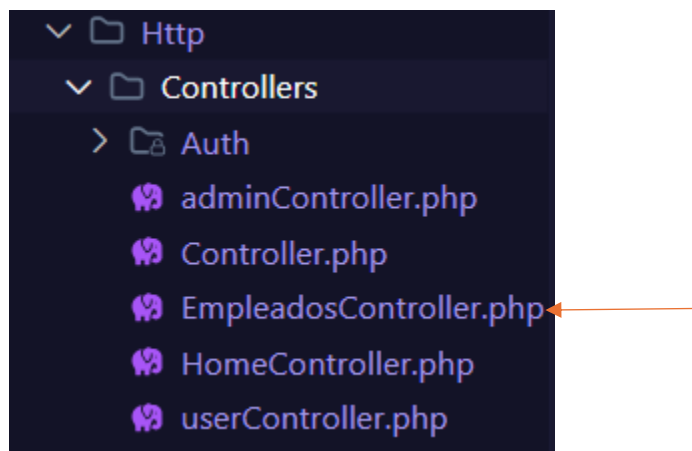 Http
Controllers
Auth
adminController.php
Controller.php
EmpleadosController.php
HomeController.php
userController.php